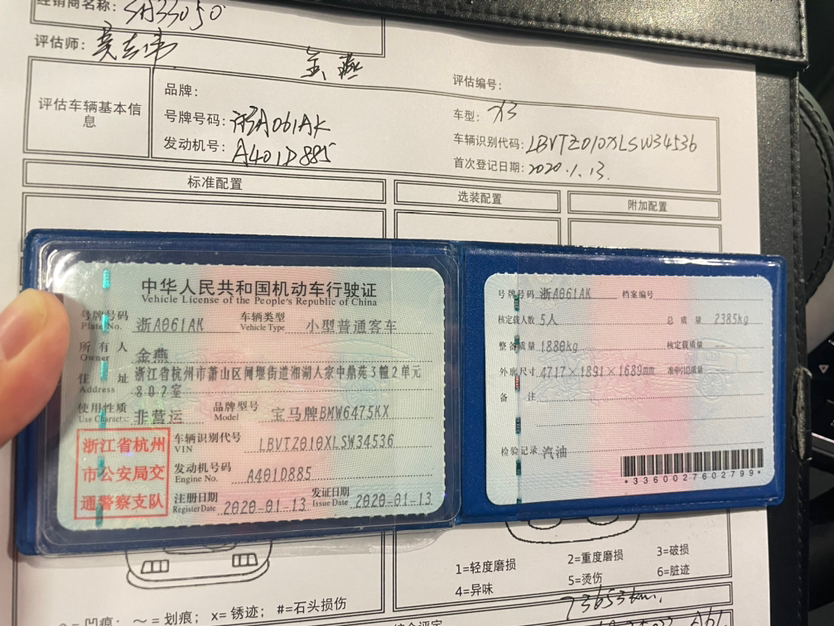 经销商名称: SH33050
评估师:
金燕
评估编号:
评估车辆基本信息
品牌:
车型: X3
号牌号码: 浙A061AK
车辆识别代码: LBVTZ010XLSW34536
发动机号: A401D885
首次登记日期: 2020.1.13.
标准配置
选装配置
附加配置
中华人民共和国机动车行驶证
Vehicle License of the People's Republic of China
号牌号码 浙A061AK 车辆类型 小型普通客车
Plate No. Vehicle Type
所有人 金燕
Owner
住址 浙江省杭州市萧山区闻堰街道湘湖人家中鼎苑3幢2单元
Address 802室
使用性质 非营运 品牌型号 宝马牌BMW6475KX
Use Character Model
浙江省杭州
市公安局交
通警察支队
车辆识别代号 LBVTZ010XLSW34536
VIN
发动机号码 A401D885
Engine No.
注册日期 2020-01-13 发证日期 2020-01-13
Register Date Issue Date
号牌号码 浙A061AK 档案编号
核定载人数 5人 总质量 2385kg
整备质量 1880kg 核定载质量 --
外廓尺寸 4717×1891×1689mm 准牵引总质量 --
备注
检验记录 汽油
*3360027602799*
1=轻度磨损 2=重度磨损 3=破损
4=异味 5=烫伤 6=脏迹
凹痕; ~=划痕; x=锈迹; #=石头损伤
73653km.